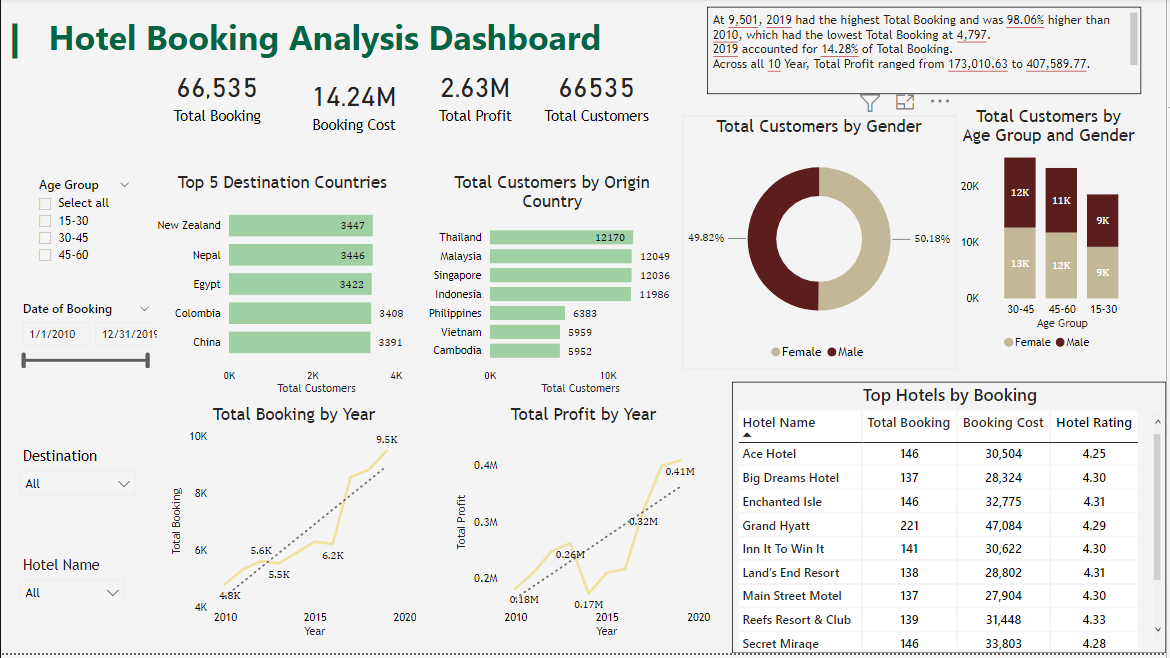 Hotel Booking Analysis Dashboard
At 9,501, 2019 had the highest Total Booking and was 98.06% higher than
2010, which had the lowest Total Booking at 4,797.
2019 accounted for 14.28% of Total Booking.
Across all 10 Year, Total Profit ranged from 173,010.63 to 407,589.77.
66,535
Total Booking
14.24M
Booking Cost
2.63M
Total Profit
66535
Total Customers
Age Group
Select all
15-30
30-45
45-60
Date of Booking
1/1/2010 12/31/2019
Destination
All
Hotel Name
All
Top 5 Destination Countries
New Zealand 3447
Nepal 3446
Egypt 3422
Colombia 3408
China 3391
0K 2K 4K
Total Customers
Total Customers by Origin
Country
Thailand 12170
Malaysia 12049
Singapore 12036
Indonesia 11986
Philippines 6383
Vietnam 5959
Cambodia 5952
0K 10K
Total Customers
Total Customers by Gender
49.82% 50.18%
Female Male
Total Customers by
Age Group and Gender
20K
10K
0K
12K 11K 9K
13K 12K 9K
30-45 45-60 15-30
Age Group
Female Male
Total Booking by Year
Total Booking
10K
8K
6K
4K
4.8K
5.6K
5.5K
6.2K
9.5K
2010 2015 2020
Year
Total Profit by Year
Total Profit
0.4M
0.3M
0.2M
0.18M
0.26M
0.17M
0.32M
0.41M
2010 2015 2020
Year
Top Hotels by Booking
Hotel Name Total Booking Booking Cost Hotel Rating
Ace Hotel 146 30,504 4.25
Big Dreams Hotel 137 28,324 4.30
Enchanted Isle 146 32,775 4.31
Grand Hyatt 221 47,084 4.29
Inn It To Win It 141 30,622 4.30
Land's End Resort 138 28,802 4.31
Main Street Motel 137 27,904 4.30
Reefs Resort & Club 139 31,448 4.33
Secret Mirage 146 33,803 4.28